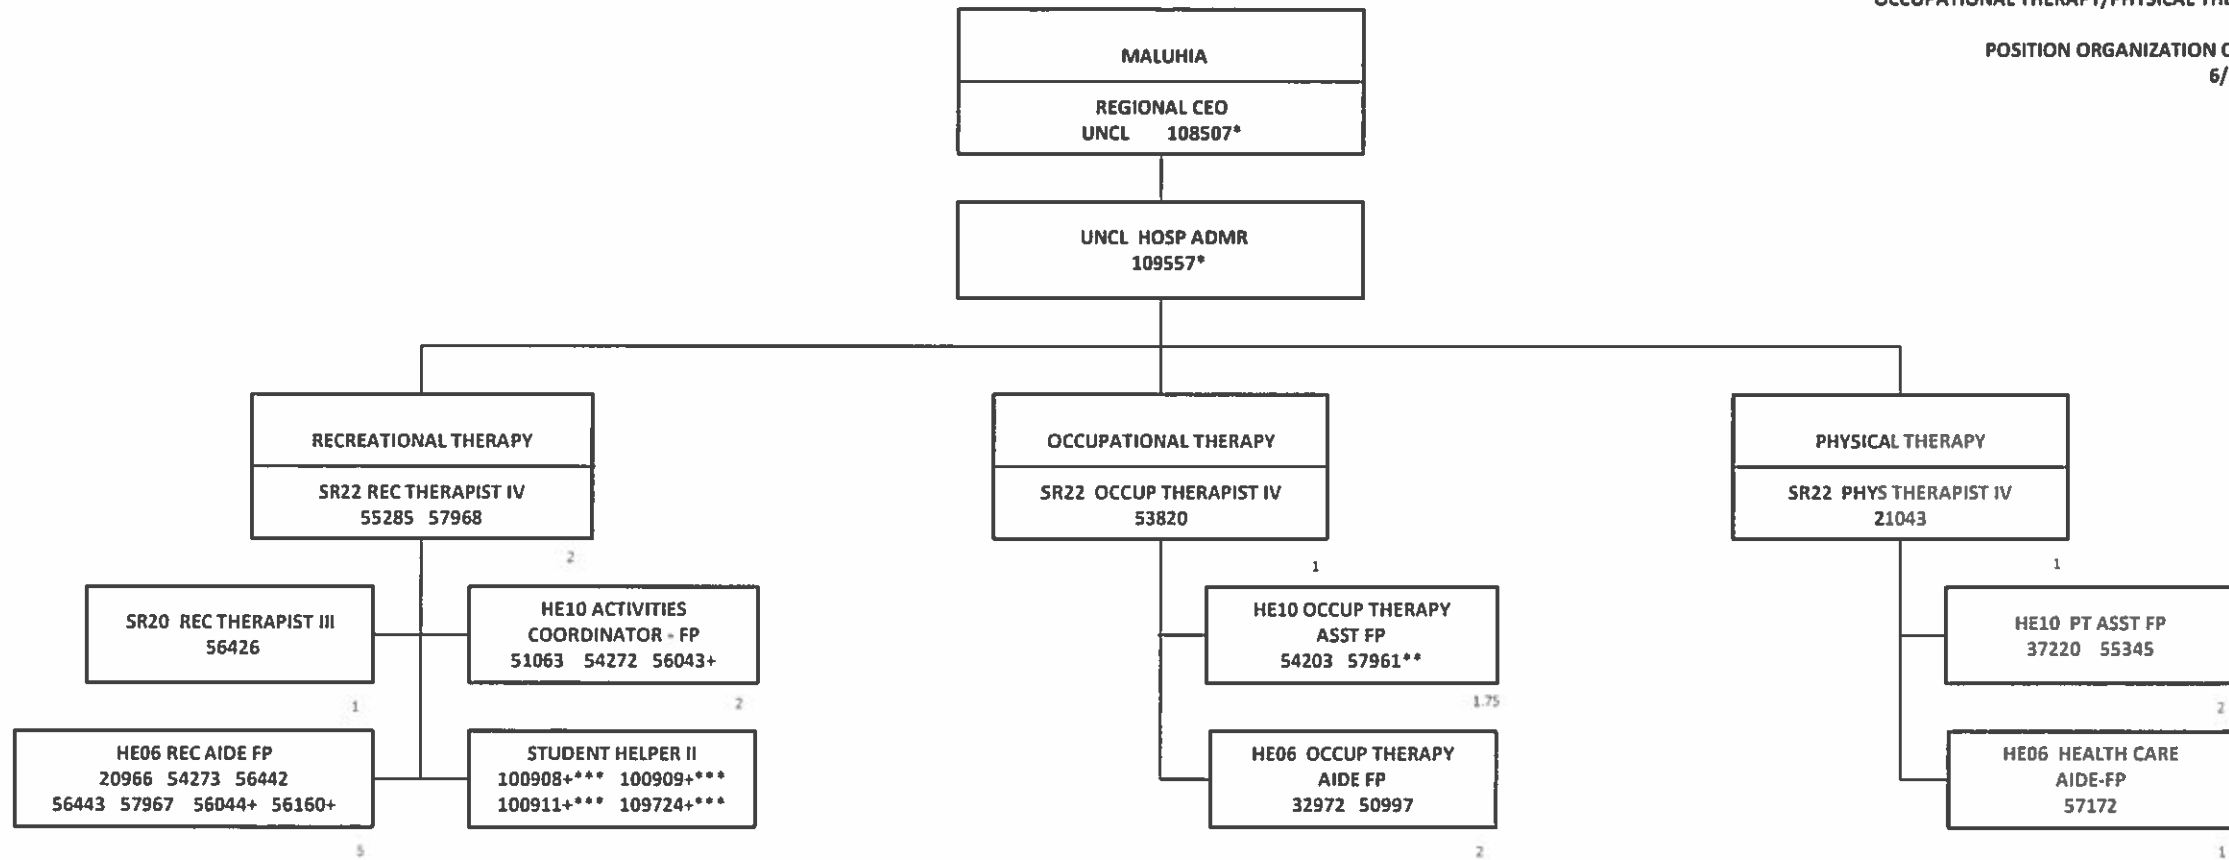 OCCUPATIONAL THERAPY/PHYSICAL
POSITION ORGANIZATION
6/
MALUHIA
REGIONAL CEO
UNCL 108507*
UNCL HOSP ADMR
109557*
RECREATIONAL THERAPY
SR22 REC THERAPIST IV
55285 57968
2
OCCUPATIONAL THERAPY
SR22 OCCUP THERAPIST IV
53820
1
PHYSICAL THERAPY
SR22 PHYS THERAPIST IV
21043
1
SR20 REC THERAPIST III
56426
1
HE10 ACTIVITIES
COORDINATOR - FP
51063 54272 56043+
2
HE10 OCCUP THERAPY
ASST FP
54203 57961**
1.75
HE10 PT ASST FP
37220 55345
2
HE06 REC AIDE FP
20966 54273 56442
56443 57967 56044+ 56160+
5
STUDENT HELPER II
100908+*** 100909+***
100911+*** 109724+***
HE06 OCCUP THERAPY
AIDE FP
32972 50997
2
HE06 HEALTH CARE
AIDE-FP
57172
1